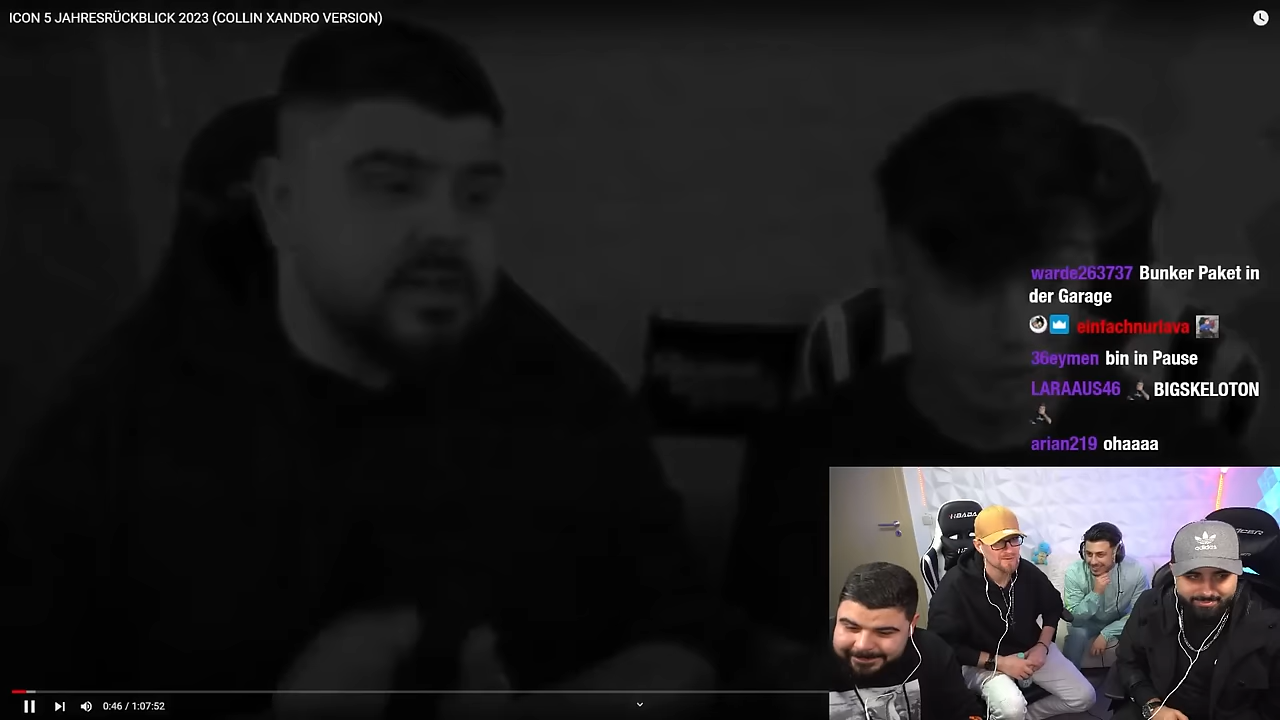 ICON 5 JAHRESRÜCKBLICK 2023 (COLLIN XANDRO VERSION)
warde263737 Bunker Paket in
der Garage
einfachnurlava
36eymen bin in Pause
LARAAUS46 BIGSKELOTON
arian219 ohaaaa
adidas
0:46 / 1:07:52